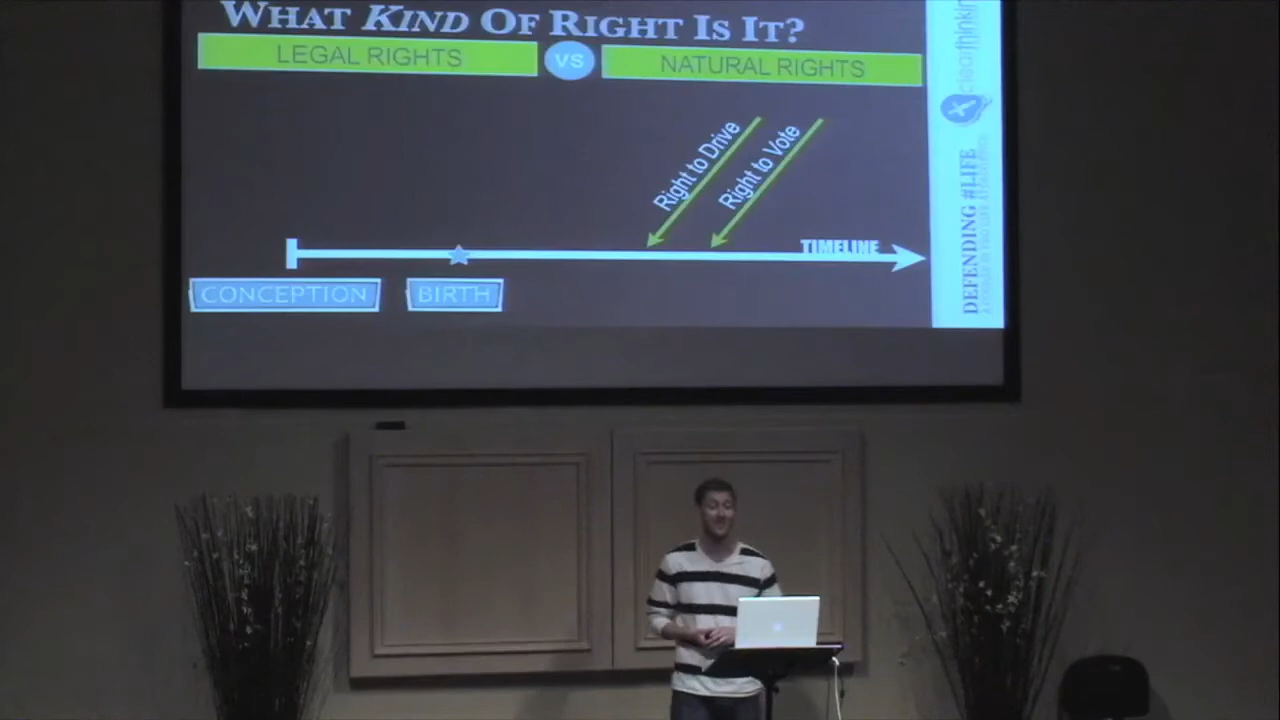 WHAT KIND OF RIGHT IS IT?
LEGAL RIGHTS
VS
NATURAL RIGHTS
Right to Drive
Right to Vote
TIMELINE
CONCEPTION
BIRTH
clearthinkin
DEFENDING #LIFE